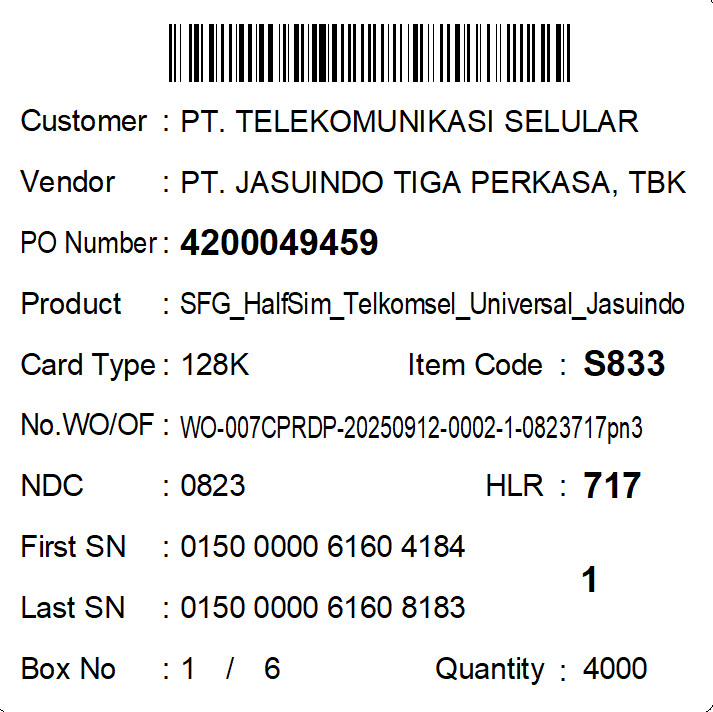 Customer : PT. TELEKOMUNIKASI SELULAR
Vendor : PT. JASUINDO TIGA PERKASA, TBK
PO Number : 4200049459
Product : SFG_HalfSim_Telkomsel_Universal_Jasuindo
Card Type : 128K Item Code : S833
No.WO/OF : WO-007CPRDP-20250912-0002-1-0823717pn3
NDC : 0823 HLR : 717
First SN : 0150 0000 6160 4184
1
Last SN : 0150 0000 6160 8183
Box No : 1 / 6 Quantity : 4000